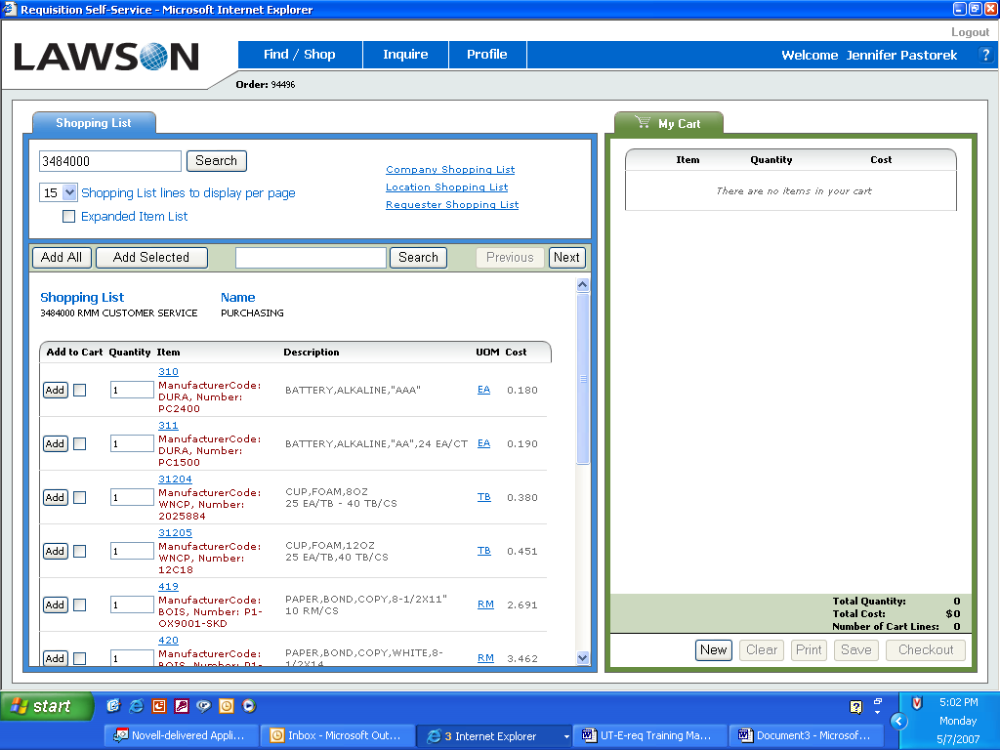 Requisition Self-Service - Microsoft Internet Explorer
Logout
LAWSON
Find / Shop
Inquire
Profile
Welcome Jennifer Pastorek
?
Order: 94496
Shopping List
3484000
Search
15
Shopping List lines to display per page
Expanded Item List
Company Shopping List
Location Shopping List
Requester Shopping List
Add All
Add Selected
Search
Previous
Next
Shopping List
Name
3484000 RMM CUSTOMER SERVICE
PURCHASING
Add to Cart Quantity Item Description UOM Cost
Add
1
310
ManufacturerCode:
DURA, Number:
PC2400
BATTERY,ALKALINE,"AAA"
EA
0.180
Add
1
311
ManufacturerCode:
DURA, Number:
PC1500
BATTERY,ALKALINE,"AA",24 EA/CT
EA
0.190
Add
1
31204
ManufacturerCode:
WNCP, Number:
2025884
CUP,FOAM,8OZ
25 EA/TB - 40 TB/CS
TB
0.380
Add
1
31205
ManufacturerCode:
WNCP, Number:
12C18
CUP,FOAM,12OZ
25 EA/TB,40 TB/CS
TB
0.451
Add
1
419
ManufacturerCode:
BOIS, Number: P1-
OX9001-SKD
PAPER,BOND,COPY,8-1/2X11"
10 RM/CS
RM
2.691
Add
1
420
ManufacturerCode:
BOIS, Number: P1-
PAPER,BOND,COPY,WHITE,8-
1/2X14
RM
3.462
My Cart
Item Quantity Cost
There are no items in your cart
Total Quantity: 0
Total Cost: $0
Number of Cart Lines: 0
New
Clear
Print
Save
Checkout
start
Novell-delivered Appli...
Inbox - Microsoft Out...
3 Internet Explorer
UT-E-req Training Ma...
Document3 - Microsof...
5:02 PM
Monday
5/7/2007